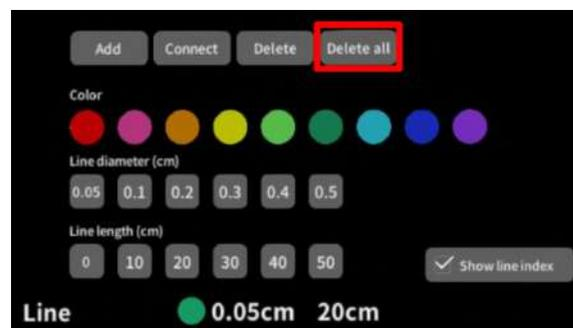 Add Connect Delete Delete all
Color
Line diameter (cm)
0.05 0.1 0.2 0.3 0.4 0.5
Line length (cm)
0 10 20 30 40 50
Show line index
Line 0.05cm 20cm